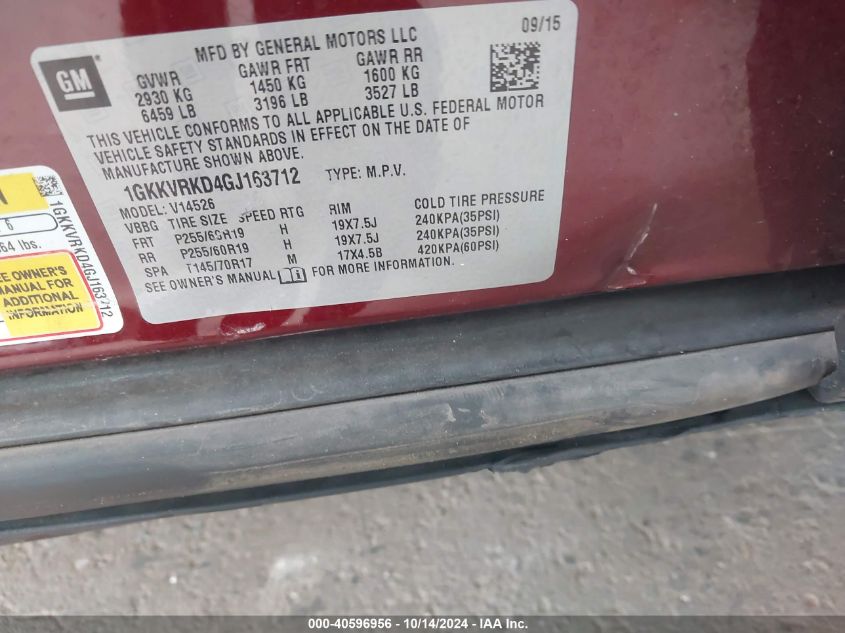 MFD BY GENERAL MOTORS LLC
09/15
GM
GVWR GAWR FRT GAWR RR
2930 KG 1450 KG 1600 KG
6459 LB 3196 LB 3527 LB
THIS VEHICLE CONFORMS TO ALL APPLICABLE U.S. FEDERAL MOTOR
VEHICLE SAFETY STANDARDS IN EFFECT ON THE DATE OF
MANUFACTURE SHOWN ABOVE.
1GKKVRKD4GJ163712 TYPE: M.P.V.
MODEL: V14526
VBBG TIRE SIZE SPEED RTG RIM COLD TIRE PRESSURE
FRT P255/60R19 H 19X7.5J 240KPA(35PSI)
RR P255/60R19 H 19X7.5J 240KPA(35PSI)
SPA T145/70R17 M 17X4.5B 420KPA(60PSI)
SEE OWNER'S MANUAL FOR MORE INFORMATION.
N
6
64 lbs.
SEE OWNER'S
MANUAL FOR
ADDITIONAL
INFORMATION
1GKKVRKD4GJ163712
000-40596956 - 10/14/2024 - IAA Inc.